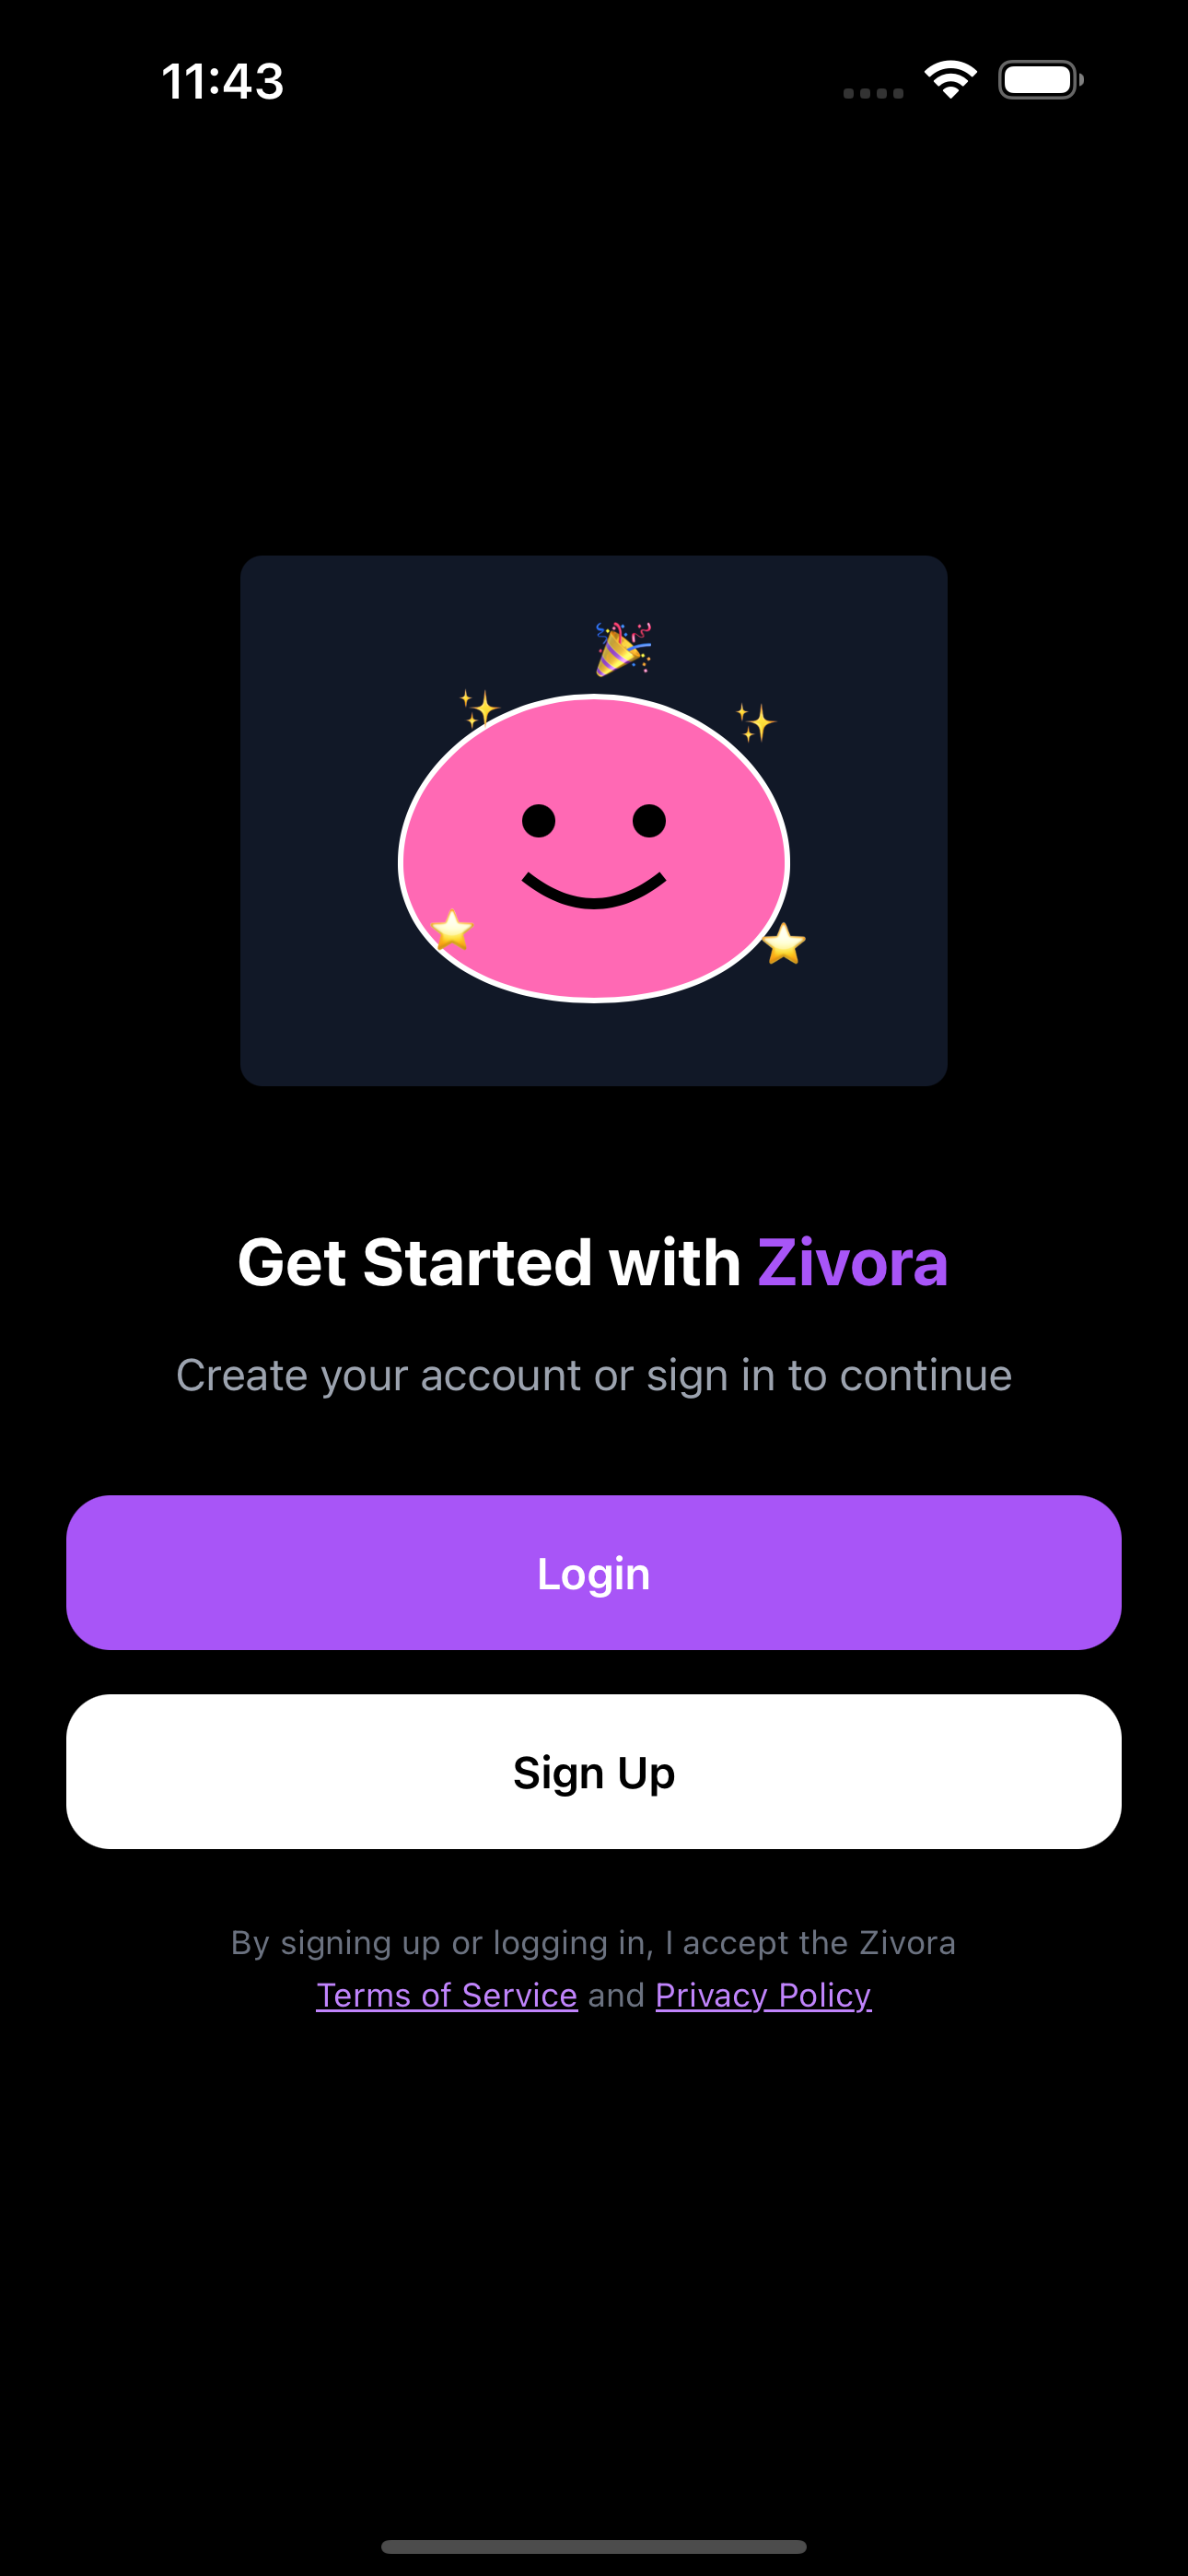 11:43
Get Started with Zivora
Create your account or sign in to continue
Login
Sign Up
By signing up or logging in, I accept the Zivora
Terms of Service and Privacy Policy